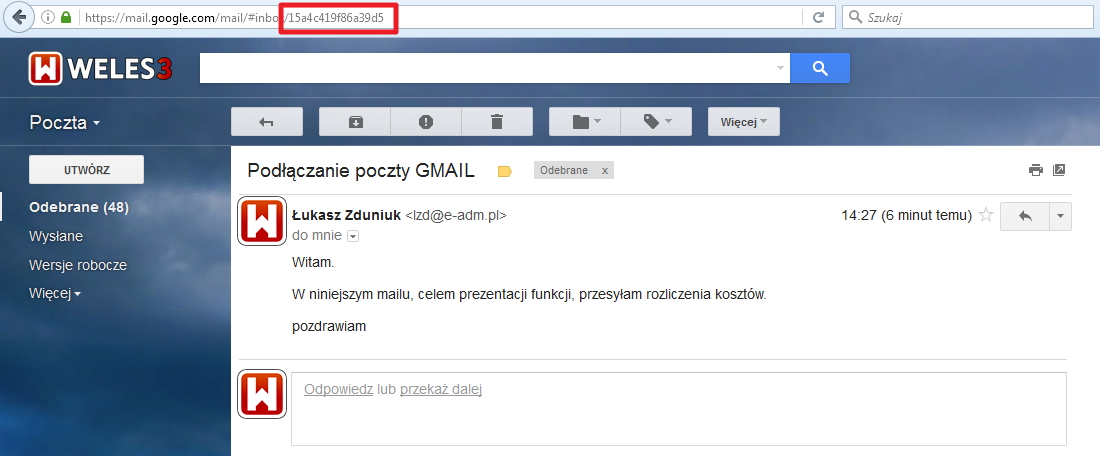 https://mail.google.com/mail/#inbox/15a4c419f86a39d5
Szukaj
WELES3
Poczta
Więcej
UTWÓRZ
Podłączanie poczty GMAIL
Odebrane x
Odebrane (48)
Łukasz Zduniuk <lzd@e-adm.pl>
14:27 (6 minut temu)
Wysłane
do mnie
Wersje robocze
Witam.
Więcej
W niniejszym mailu, celem prezentacji funkcji, przesyłam rozliczenia kosztów.
pozdrawiam
Odpowiedz lub przekaż dalej